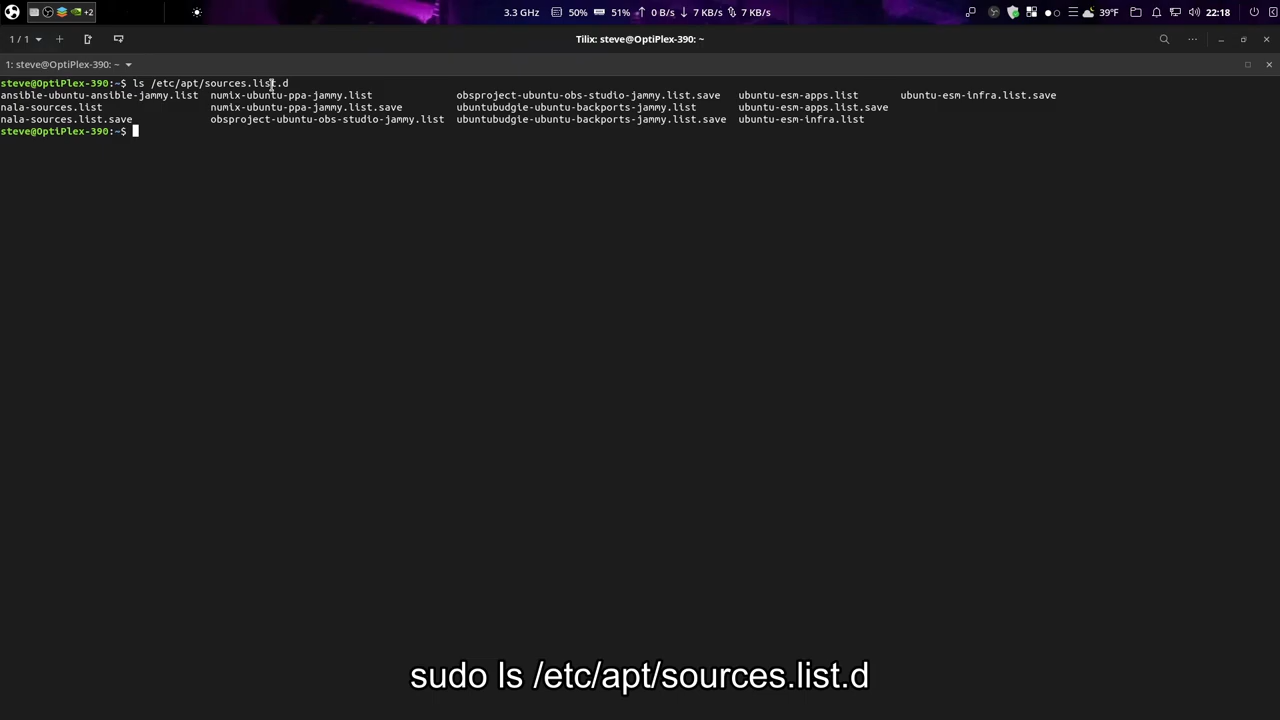 3.3 GHz 50% 51% ↑ 0 B/s ↓ 7 KB/s ↑↓ 7 KB/s 39°F 22:18
+2
1 / 1 Tilix: steve@OptiPlex-390: ~
1: steve@OptiPlex-390: ~
steve@OptiPlex-390:~$ ls /etc/apt/sources.list.d
ansible-ubuntu-ansible-jammy.list numix-ubuntu-ppa-jammy.list obsproject-ubuntu-obs-studio-jammy.list.save ubuntu-esm-apps.list ubuntu-esm-infra.list.save
nala-sources.list numix-ubuntu-ppa-jammy.list.save ubuntubudgie-ubuntu-backports-jammy.list ubuntu-esm-apps.list.save
nala-sources.list.save obsproject-ubuntu-obs-studio-jammy.list ubuntubudgie-ubuntu-backports-jammy.list.save ubuntu-esm-infra.list
steve@OptiPlex-390:~$
sudo ls /etc/apt/sources.list.d